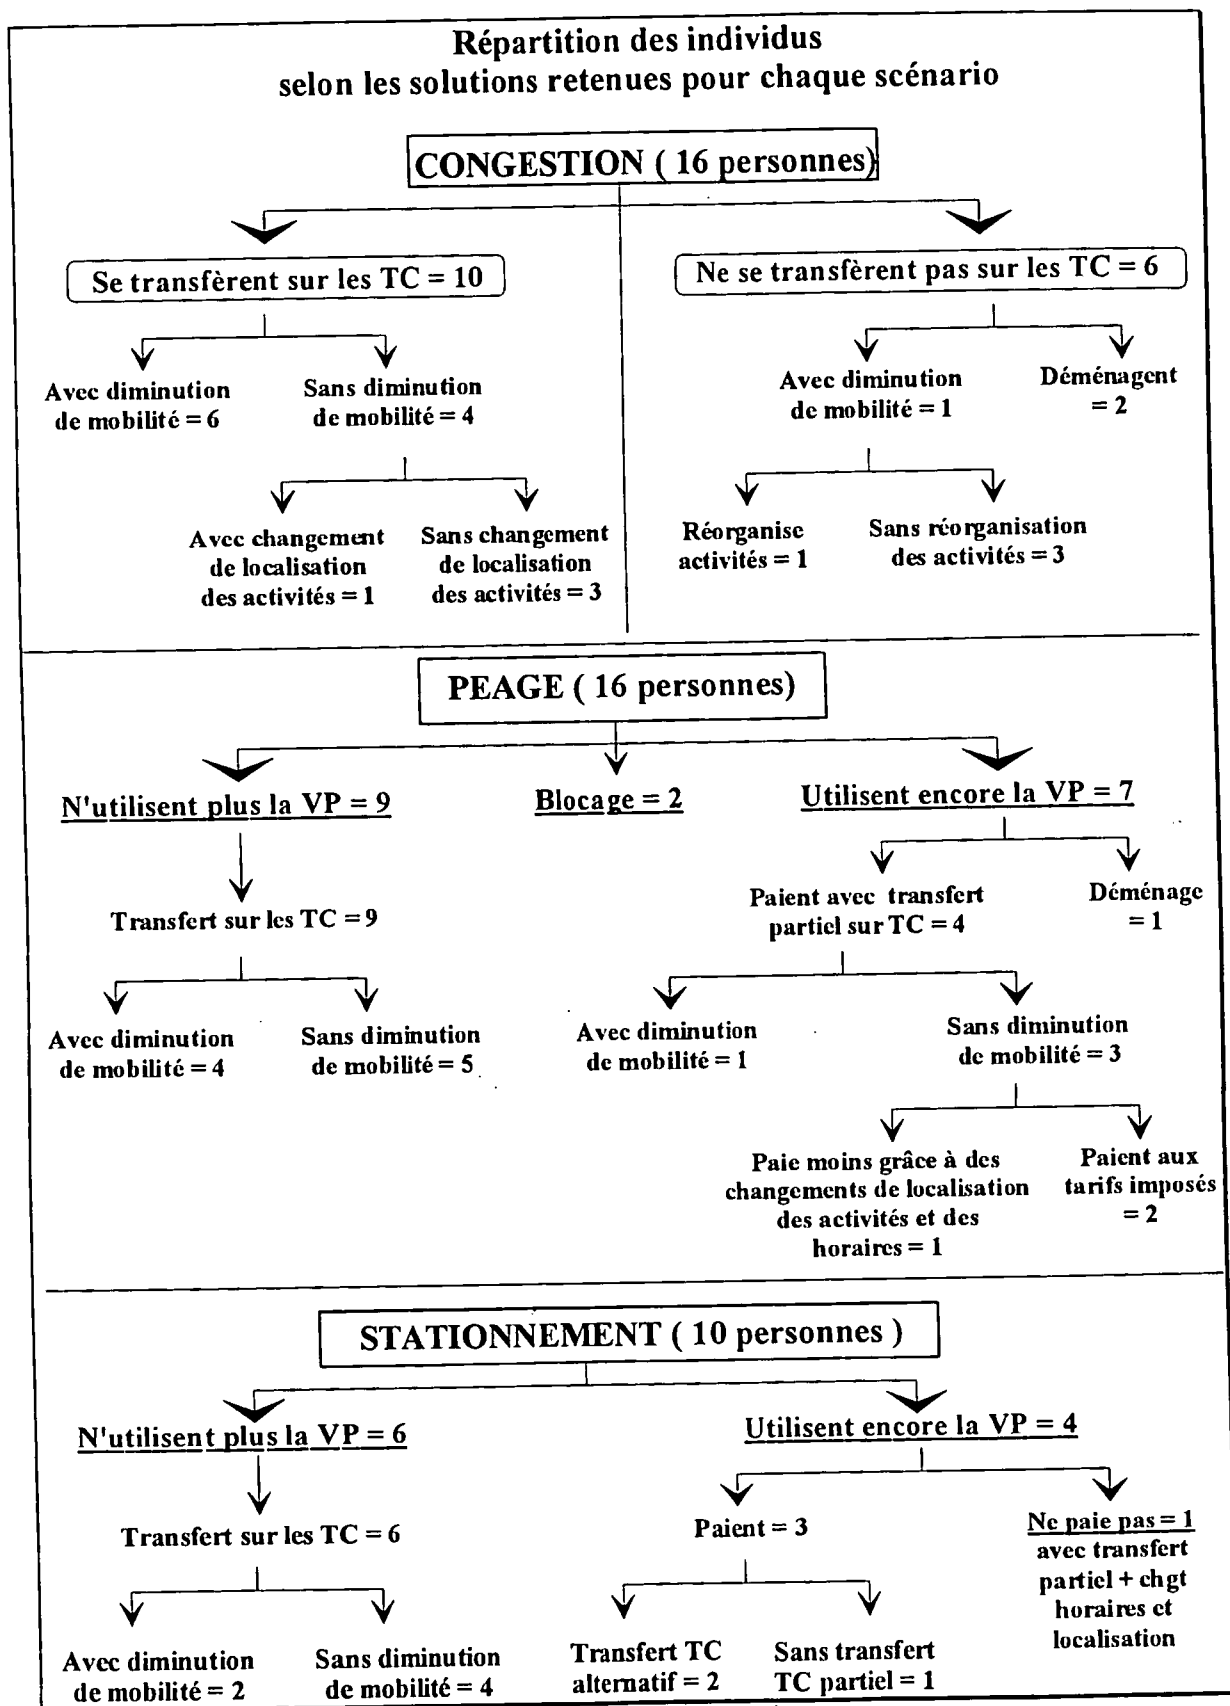 Répartition des individus
selon les solutions retenues pour chaque scénario
CONGESTION ( 16 personnes)
Se transfèrent sur les TC = 10
Ne se transfèrent pas sur les TC = 6
Avec diminution
de mobilité = 6
Sans diminution
de mobilité = 4
Avec diminution
de mobilité = 1
Déménagent
= 2
Avec changement
de localisation
des activités = 1
Sans changement
de localisation
des activités = 3
Réorganise
activités = 1
Sans réorganisation
des activités = 3
PEAGE ( 16 personnes)
N'utilisent plus la VP = 9
Blocage = 2
Utilisent encore la VP = 7
Transfert sur les TC = 9
Paient avec transfert
partiel sur TC = 4
Déménage
= 1
Avec diminution
de mobilité = 4
Sans diminution
de mobilité = 5
Avec diminution
de mobilité = 1
Sans diminution
de mobilité = 3
Paie moins grâce à des
changements de localisation
des activités et des
horaires = 1
Paient aux
tarifs imposés
= 2
STATIONNEMENT ( 10 personnes )
N'utilisent plus la VP = 6
Utilisent encore la VP = 4
Transfert sur les TC = 6
Paient = 3
Ne paie pas = 1
avec transfert
partiel + chgt
horaires et
localisation
Avec diminution
de mobilité = 2
Sans diminution
de mobilité = 4
Transfert TC
alternatif = 2
Sans transfert
TC partiel = 1